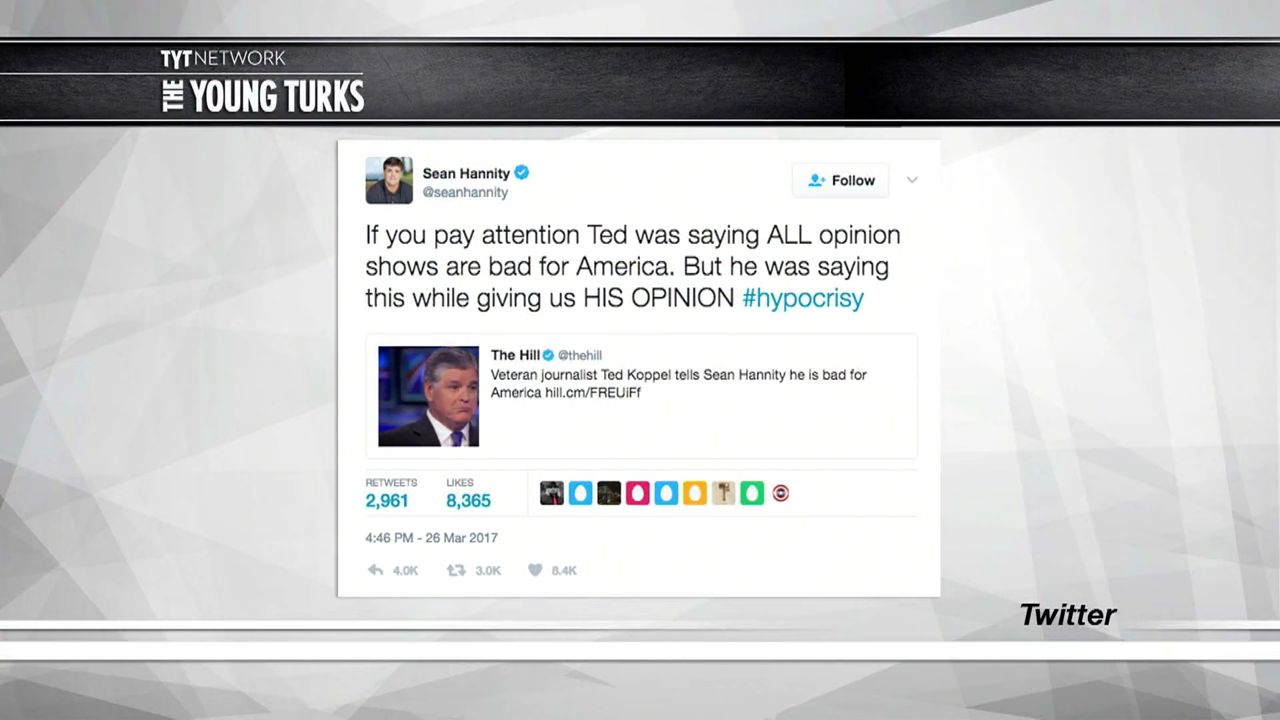 TYT NETWORK
THE YOUNG TURKS
Sean Hannity
@seanhannity
Follow
If you pay attention Ted was saying ALL opinion
shows are bad for America. But he was saying
this while giving us HIS OPINION #hypocrisy
The Hill @thehill
Veteran journalist Ted Koppel tells Sean Hannity he is bad for
America hill.cm/FREUiFf
RETWEETS LIKES
2,961 8,365
4:46 PM - 26 Mar 2017
4.0K 3.0K 8.4K
Twitter